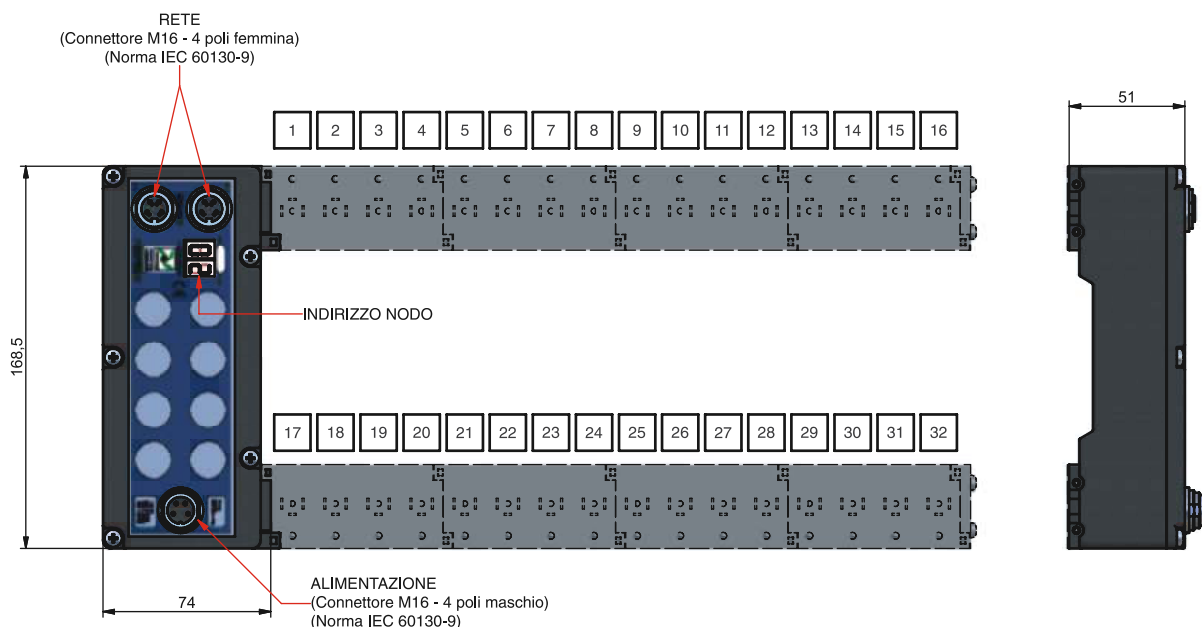 RETE
(Connettore M16 - 4 poli femmina)
(Norma IEC 60130-9)
51
1 2 3 4 5 6 7 8 9 10 11 12 13 14 15 16
INDIRIZZO NODO
168,5
17 18 19 20 21 22 23 24 25 26 27 28 29 30 31 32
74
ALIMENTAZIONE
(Connettore M16 - 4 poli maschio)
(Norma IEC 60130-9)